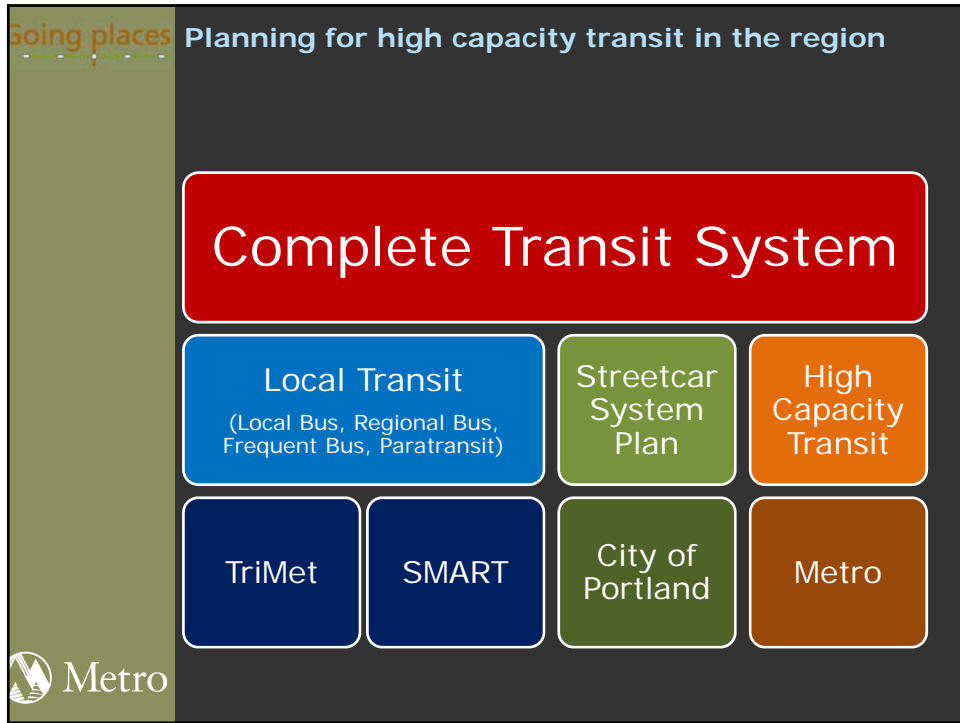 Going places
Planning for high capacity transit in the region
Complete Transit System
Local Transit
(Local Bus, Regional Bus,
Frequent Bus, Paratransit)
Streetcar
System
Plan
High
Capacity
Transit
TriMet
SMART
City of
Portland
Metro
Metro